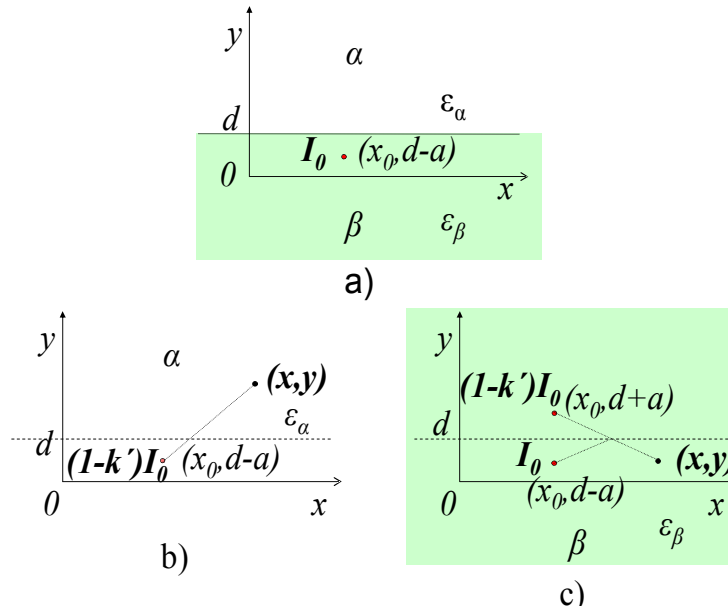 y
α
ε_α
d
I_0 (x_0,d-a)
0
x
β ε_β
a)
y
α
(x,y)
ε_α
d
(1-k´)I_0 (x_0,d-a)
0
x
b)
y
(1-k´)I_0 (x_0,d+a)
d
I_0
(x,y)
(x_0,d-a)
0
x
β ε_β
c)